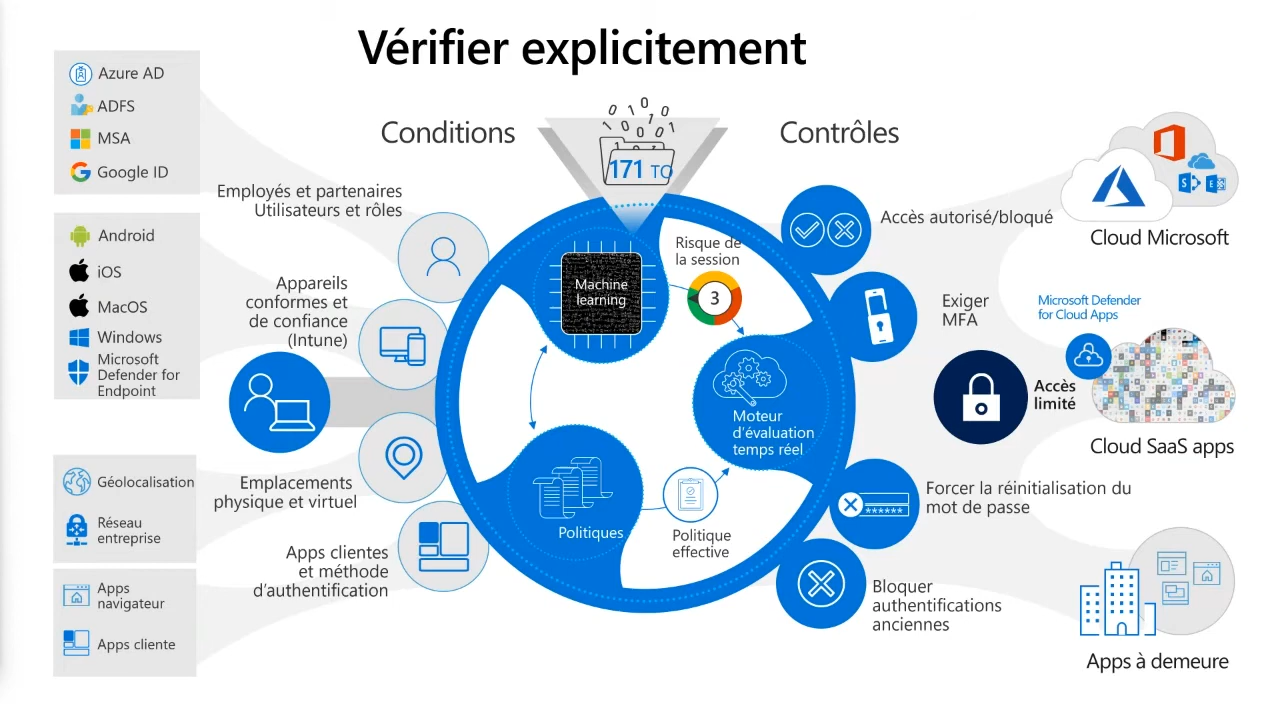 Vérifier explicitement
Azure AD
ADFS
MSA
Google ID
Android
iOS
MacOS
Windows
Microsoft
Defender for
Endpoint
Géolocalisation
Réseau
entreprise
Apps
navigateur
Apps cliente
Conditions
Employés et partenaires
Utilisateurs et rôles
Appareils
conformes et
de confiance
(Intune)
Emplacements
physique et virtuel
Apps clientes
et méthode
d'authentification
171 TO
Machine
learning
Risque de
la session
3
Moteur
d'évaluation
temps réel
Politiques
Politique
effective
Contrôles
Accès autorisé/bloqué
Exiger
MFA
Accès
limité
Forcer la réinitialisation du
mot de passe
******
Bloquer
authentifications
anciennes
Cloud Microsoft
Microsoft Defender
for Cloud Apps
Cloud SaaS apps
Apps à demeure